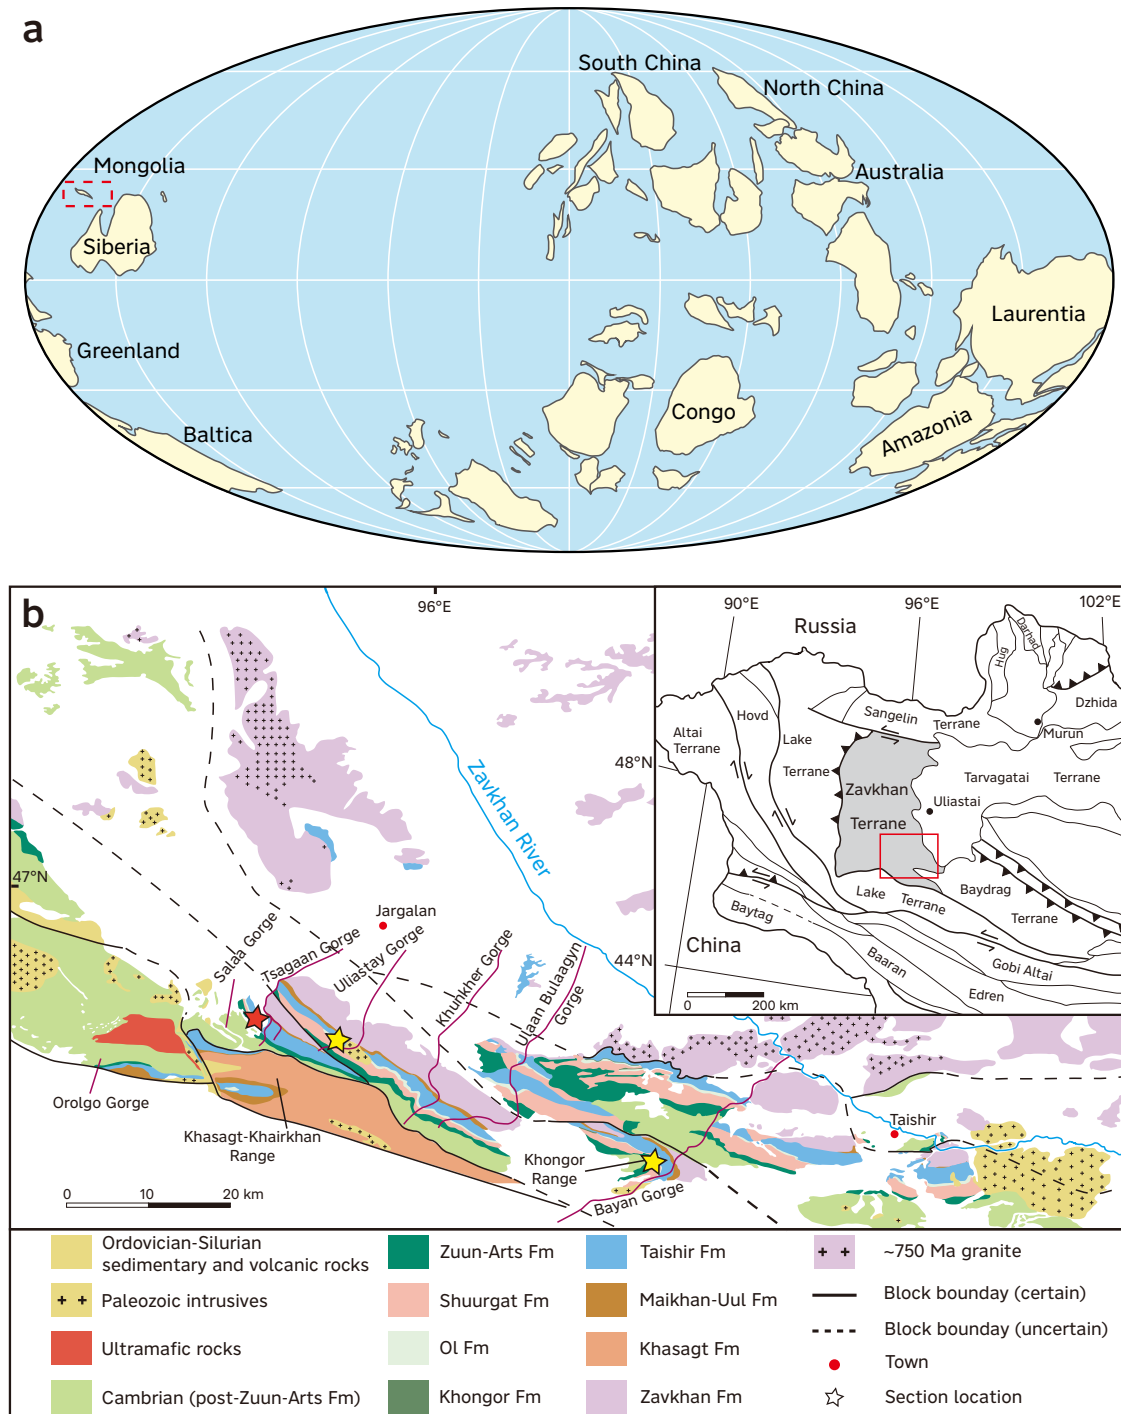 a
South China
North China
Mongolia
Australia
Siberia
Laurentia
Greenland
Congo
Baltica
Amazonia
b
96°E
47°N
Zavkhan River
Jargalan
Salaa Gorge
Tsagaan Gorge
Uliastay Gorge
Khunkher Gorge
Ulaan Bulaagyn
Gorge
Orolgo Gorge
Khasagt-Khairkhan
Range
Khongor
Range
Bayan Gorge
Taishir
0 10 20 km
90°E 96°E 102°E
48°N
44°N
Russia
China
Hug
Darhad
Dzhida
Murun
Sangelin Terrane
Altai
Terrane
Hovd
Lake
Terrane
Zavkhan
Terrane
Tarvagatai Terrane
Uliastai
Baydrag
Terrane
Lake Terrane
Baytag
Baaran
Gobi Altai
Edren
0 200 km
Ordovician-Silurian
sedimentary and volcanic rocks
Paleozoic intrusives
Ultramafic rocks
Cambrian (post-Zuun-Arts Fm)
Zuun-Arts Fm
Shuurgat Fm
Ol Fm
Khongor Fm
Taishir Fm
Maikhan-Uul Fm
Khasagt Fm
Zavkhan Fm
~750 Ma granite
Block boundary (certain)
Block boundary (uncertain)
Town
Section location